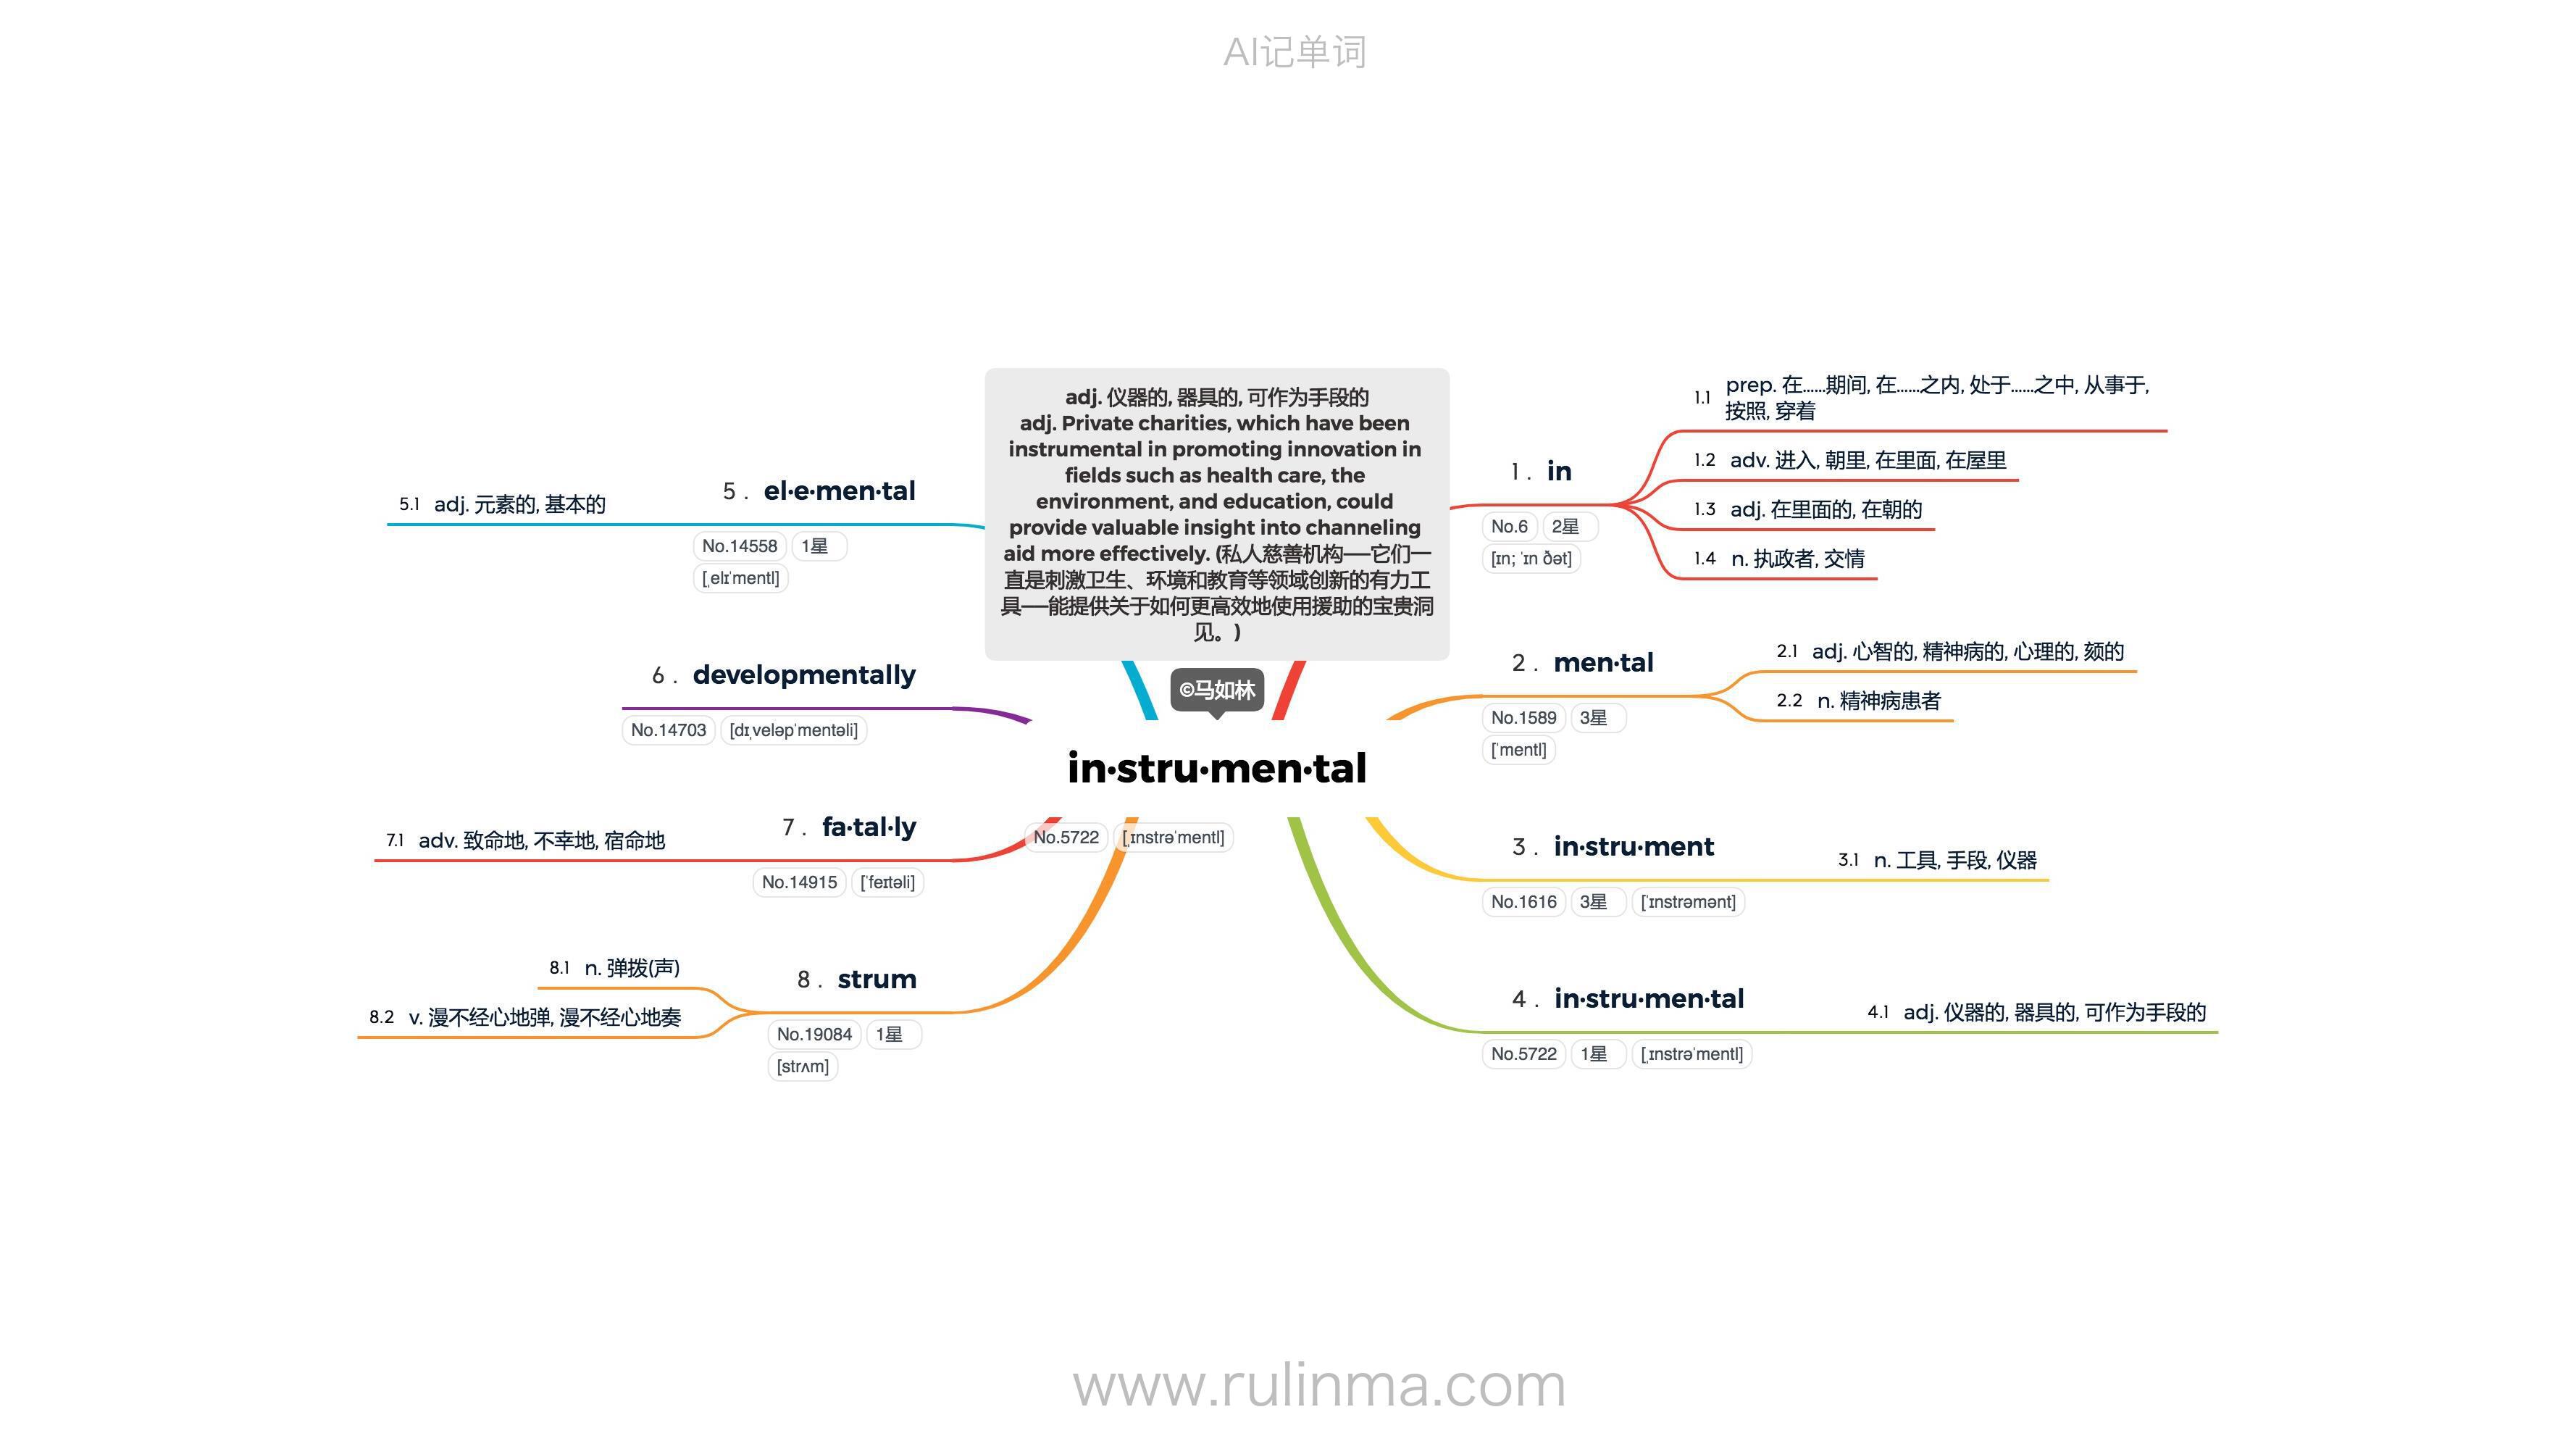 AI记单词
adj. 仪器的, 器具的, 可作为手段的
adj. Private charities, which have been
instrumental in promoting innovation in
fields such as health care, the
environment, and education, could
provide valuable insight into channeling
aid more effectively. (私人慈善机构——它们一
直是刺激卫生、环境和教育等领域创新的有力工
具——能提供关于如何更高效地使用援助的宝贵洞
见。)
©马如林
in·stru·men·tal
No.5722 [ˌɪnstrəˈmentl]
1 . in
No.6 2星
[ɪn; ˈɪn ðət]
1.1 prep. 在……期间, 在……之内, 处于……之中, 从事于,
按照, 穿着
1.2 adv. 进入, 朝里, 在里面, 在屋里
1.3 adj. 在里面的, 在朝的
1.4 n. 执政者, 交情
2 . men·tal
No.1589 3星
[ˈmentl]
2.1 adj. 心智的, 精神病的, 心理的, 颏的
2.2 n. 精神病患者
3 . in·stru·ment
No.1616 3星 [ˈɪnstrəmənt]
3.1 n. 工具, 手段, 仪器
4 . in·stru·men·tal
No.5722 1星 [ˌɪnstrəˈmentl]
4.1 adj. 仪器的, 器具的, 可作为手段的
5 . el·e·men·tal
No.14558 1星
[ˌelɪˈmentl]
5.1 adj. 元素的, 基本的
6 . developmentally
No.14703 [dɪˌveləpˈmentəli]
7 . fa·tal·ly
No.14915 [ˈfeɪtəli]
7.1 adv. 致命地, 不幸地, 宿命地
8 . strum
No.19084 1星
[strʌm]
8.1 n. 弹拨(声)
8.2 v. 漫不经心地弹, 漫不经心地奏
www.rulinma.com